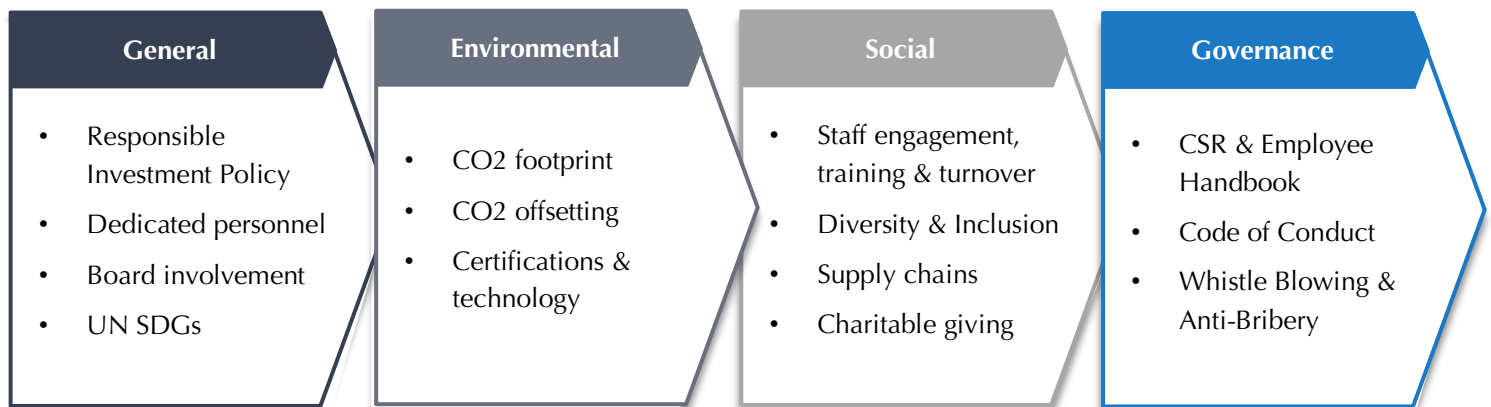 General
• Responsible
Investment Policy
• Dedicated personnel
• Board involvement
• UN SDGs
Environmental
• CO2 footprint
• CO2 offsetting
• Certifications &
technology
Social
• Staff engagement,
training & turnover
• Diversity & Inclusion
• Supply chains
• Charitable giving
Governance
• CSR & Employee
Handbook
• Code of Conduct
• Whistle Blowing &
Anti-Bribery